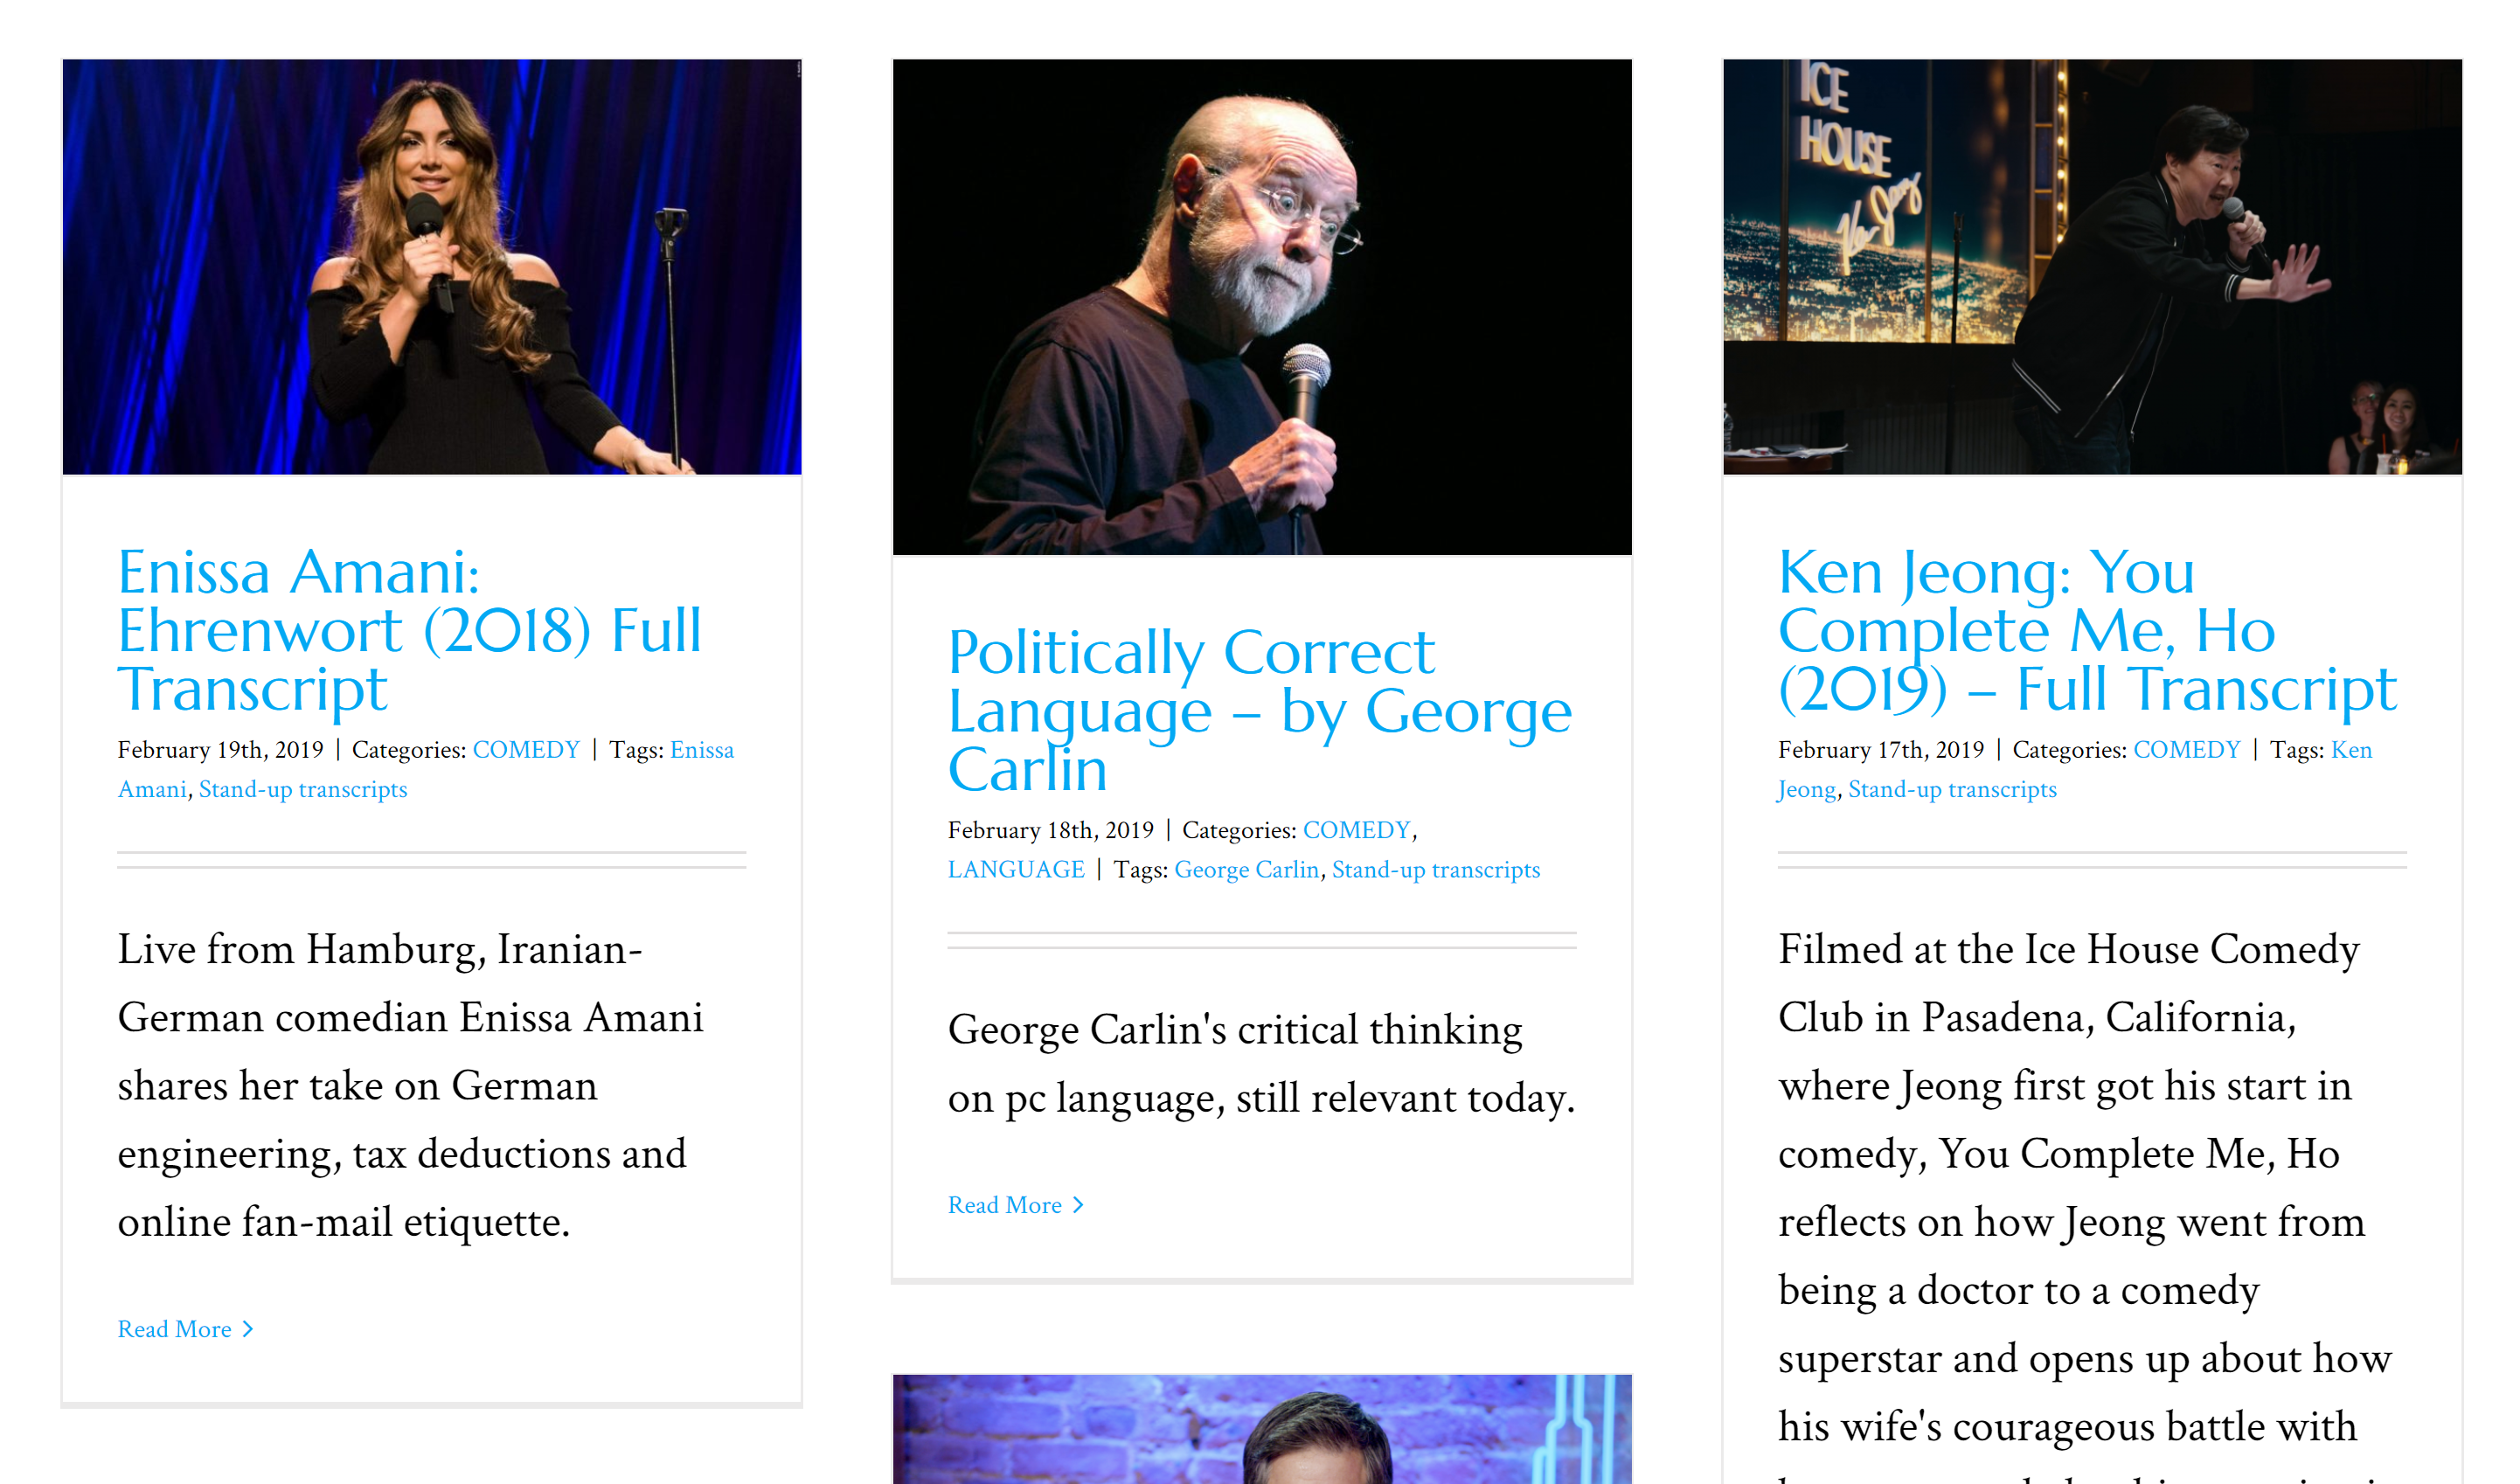 Enissa Amani:
Ehrenwort (2018) Full
Transcript
February 19th, 2019 | Categories: COMEDY | Tags: Enissa
Amani, Stand-up transcripts
Live from Hamburg, Iranian-
German comedian Enissa Amani
shares her take on German
engineering, tax deductions and
online fan-mail etiquette.
Read More
Politically Correct
Language – by George
Carlin
February 18th, 2019 | Categories: COMEDY,
LANGUAGE | Tags: George Carlin, Stand-up transcripts
George Carlin's critical thinking
on pc language, still relevant today.
Read More
ICE
HOUSE
Ken Jeong
Ken Jeong: You
Complete Me, Ho
(2019) – Full Transcript
February 17th, 2019 | Categories: COMEDY | Tags: Ken
Jeong, Stand-up transcripts
Filmed at the Ice House Comedy
Club in Pasadena, California,
where Jeong first got his start in
comedy, You Complete Me, Ho
reflects on how Jeong went from
being a doctor to a comedy
superstar and opens up about how
his wife's courageous battle with